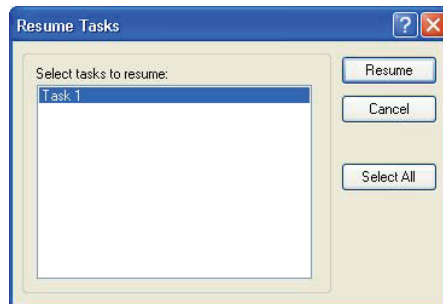 Resume Tasks
Select tasks to resume:
Task 1
Resume
Cancel
Select All